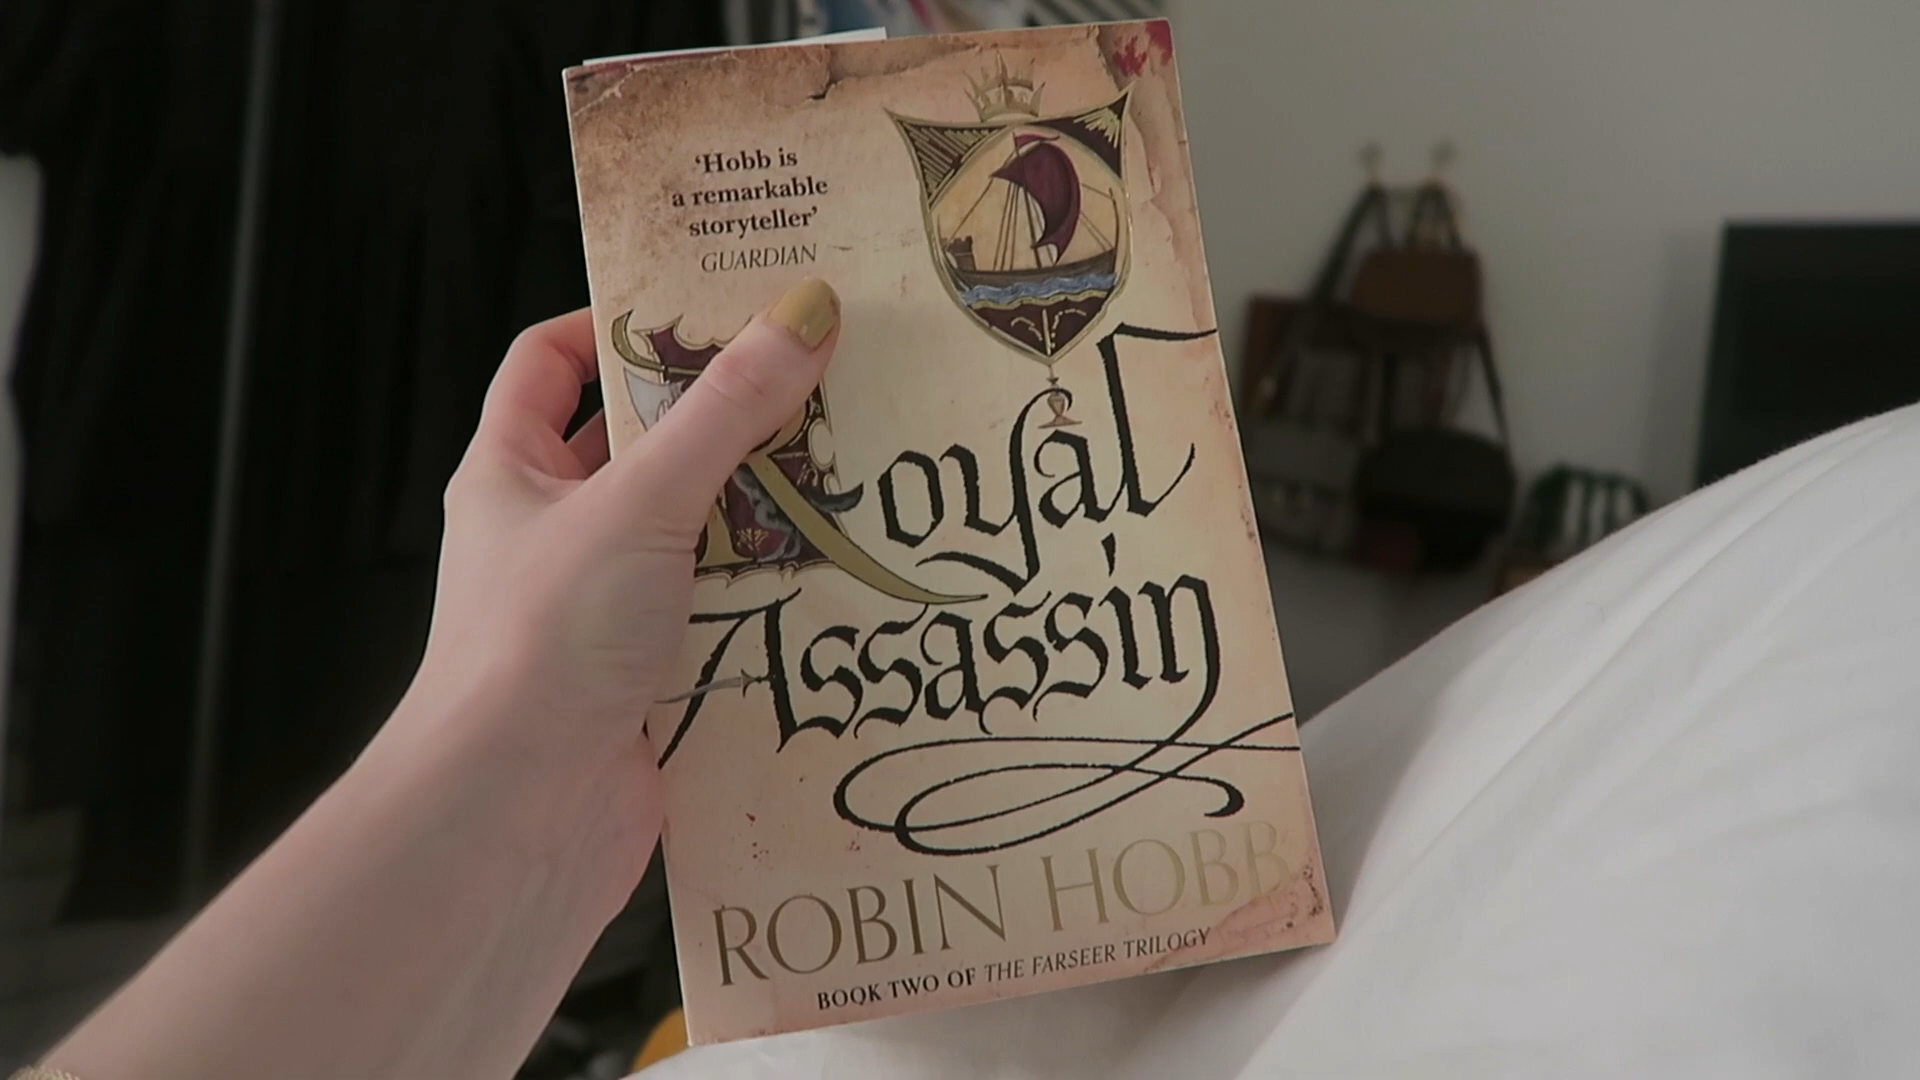 ‘Hobb is
a remarkable
storyteller’
GUARDIAN
Royal
Assassin
ROBIN HOBB
BOOK TWO OF THE FARSEER TRILOGY